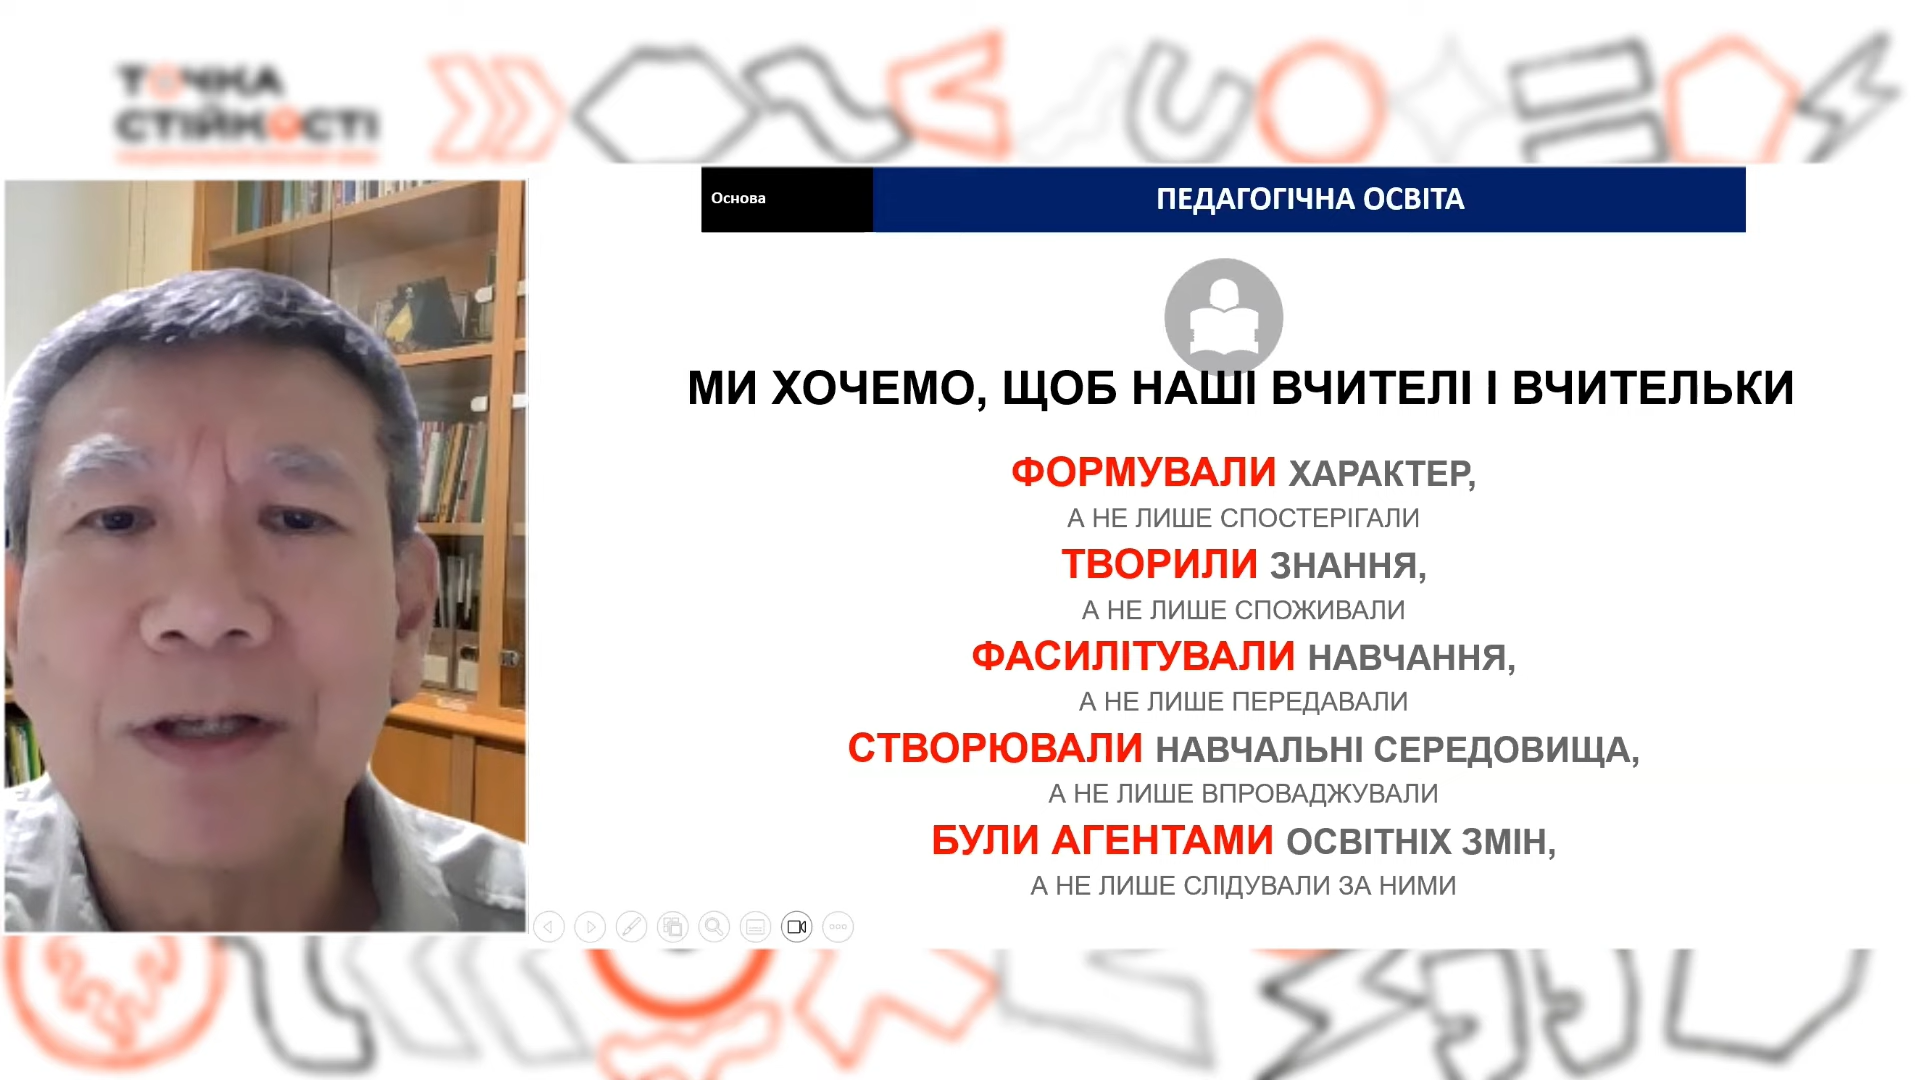 ТОЧКА
СТІЙКОСТІ
Основа
ПЕДАГОГІЧНА ОСВІТА
МИ ХОЧЕМО, ЩОБ НАШІ ВЧИТЕЛІ І ВЧИТЕЛЬКИ
ФОРМУВАЛИ ХАРАКТЕР,
А НЕ ЛИШЕ СПОСТЕРІГАЛИ
ТВОРИЛИ ЗНАННЯ,
А НЕ ЛИШЕ СПОЖИВАЛИ
ФАСИЛІТУВАЛИ НАВЧАННЯ,
А НЕ ЛИШЕ ПЕРЕДАВАЛИ
СТВОРЮВАЛИ НАВЧАЛЬНІ СЕРЕДОВИЩА,
А НЕ ЛИШЕ ВПРОВАДЖУВАЛИ
БУЛИ АГЕНТАМИ ОСВІТНІХ ЗМІН,
А НЕ ЛИШЕ СЛІДУВАЛИ ЗА НИМИ